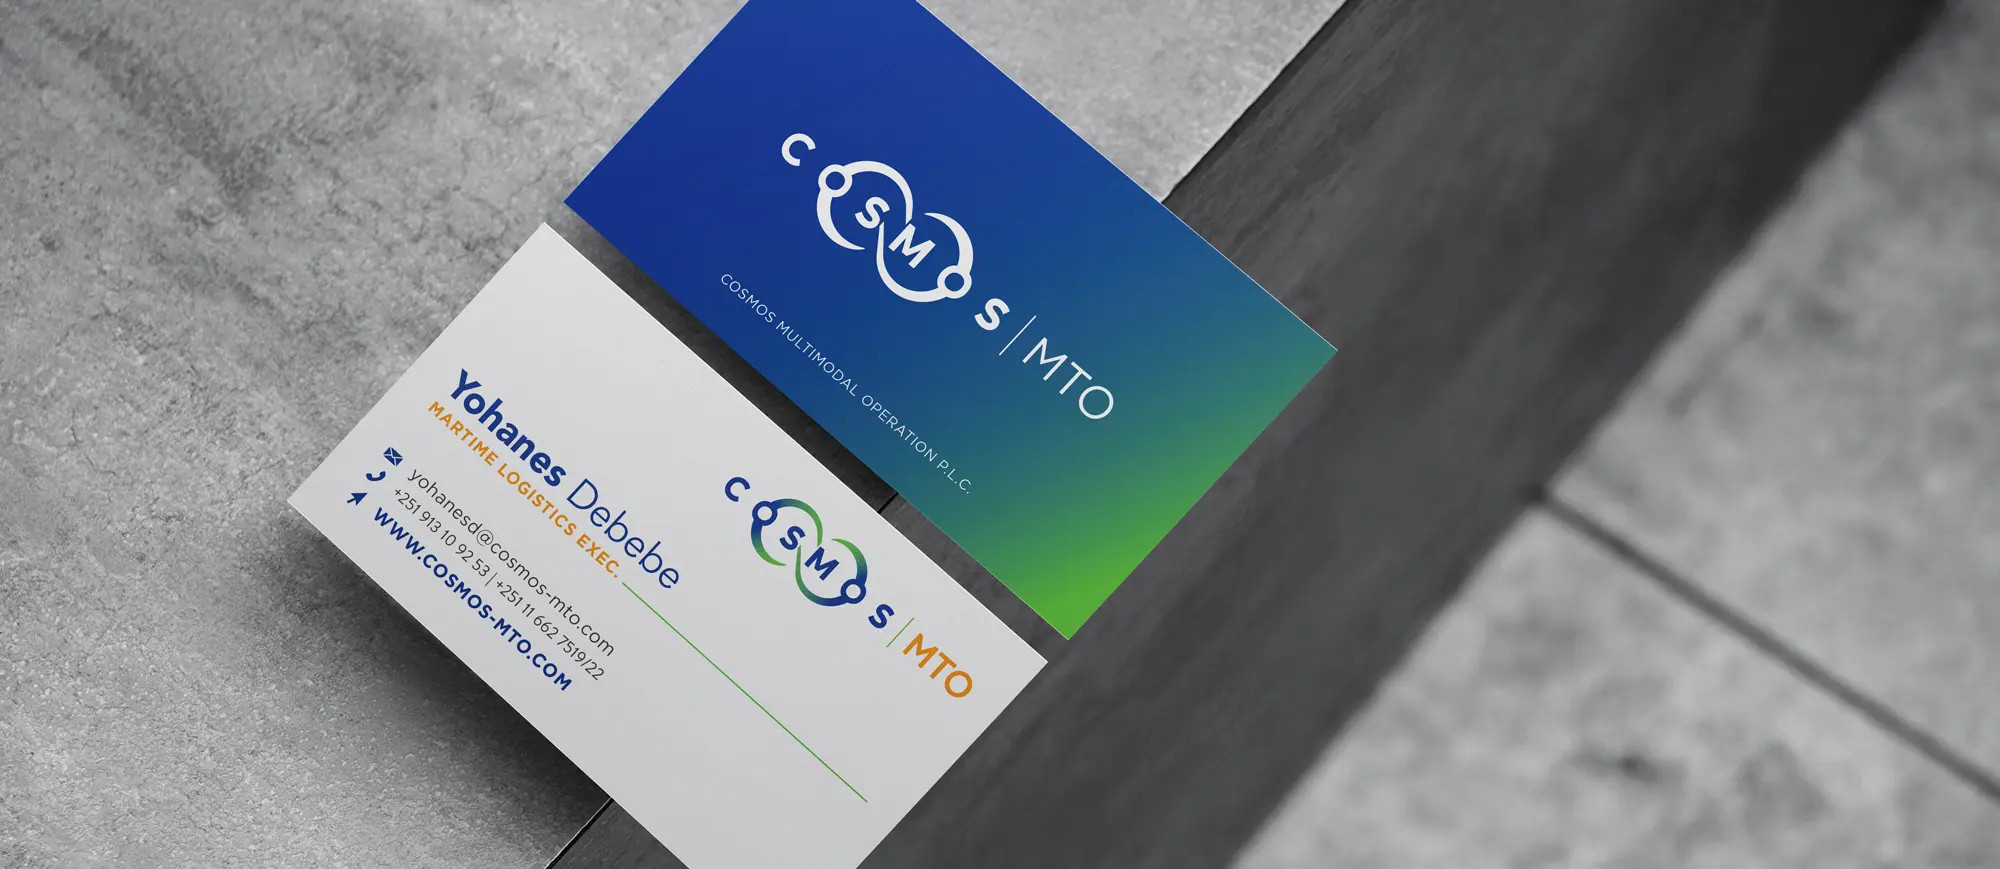 COSMOS | MTO
COSMOS MULTIMODAL OPERATION P.L.C.
COSMOS | MTO
Yohanes Debebe
MARTIME LOGISTICS EXEC.
yohanesd@cosmos-mto.com
+251 913 10 92 53 | +251 11 662 7519/22
WWW.COSMOS-MTO.COM